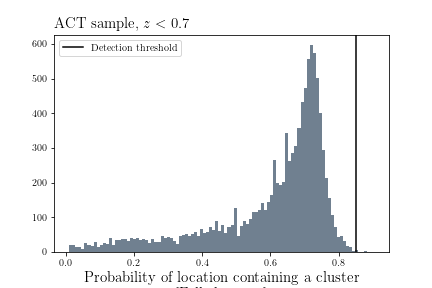 ACT sample, z < 0.7
Detection threshold
600
500
400
300
200
100
0
0.0 0.2 0.4 0.6 0.8
Probability of location containing a cluster